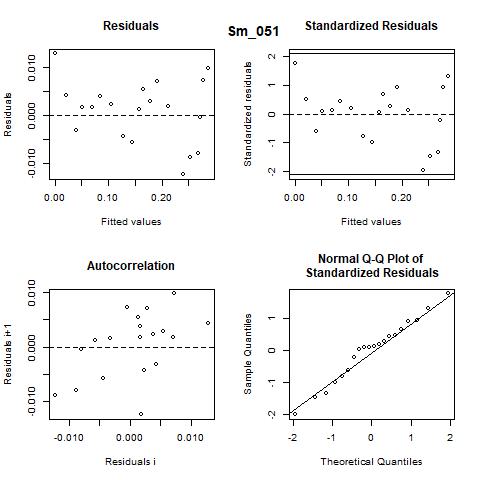 Sm_051
Residuals
Residuals
-0.010
0.000
0.010
0.00
0.10
0.20
Fitted values
Standardized Residuals
Standardized residuals
-2
-1
0
1
2
0.00
0.10
0.20
Fitted values
Autocorrelation
Residuals i+1
-0.010
0.000
0.010
-0.010
0.000
0.010
Residuals i
Normal Q-Q Plot of
Standardized Residuals
Sample Quantiles
-2
-1
0
1
-2
-1
0
1
2
Theoretical Quantiles